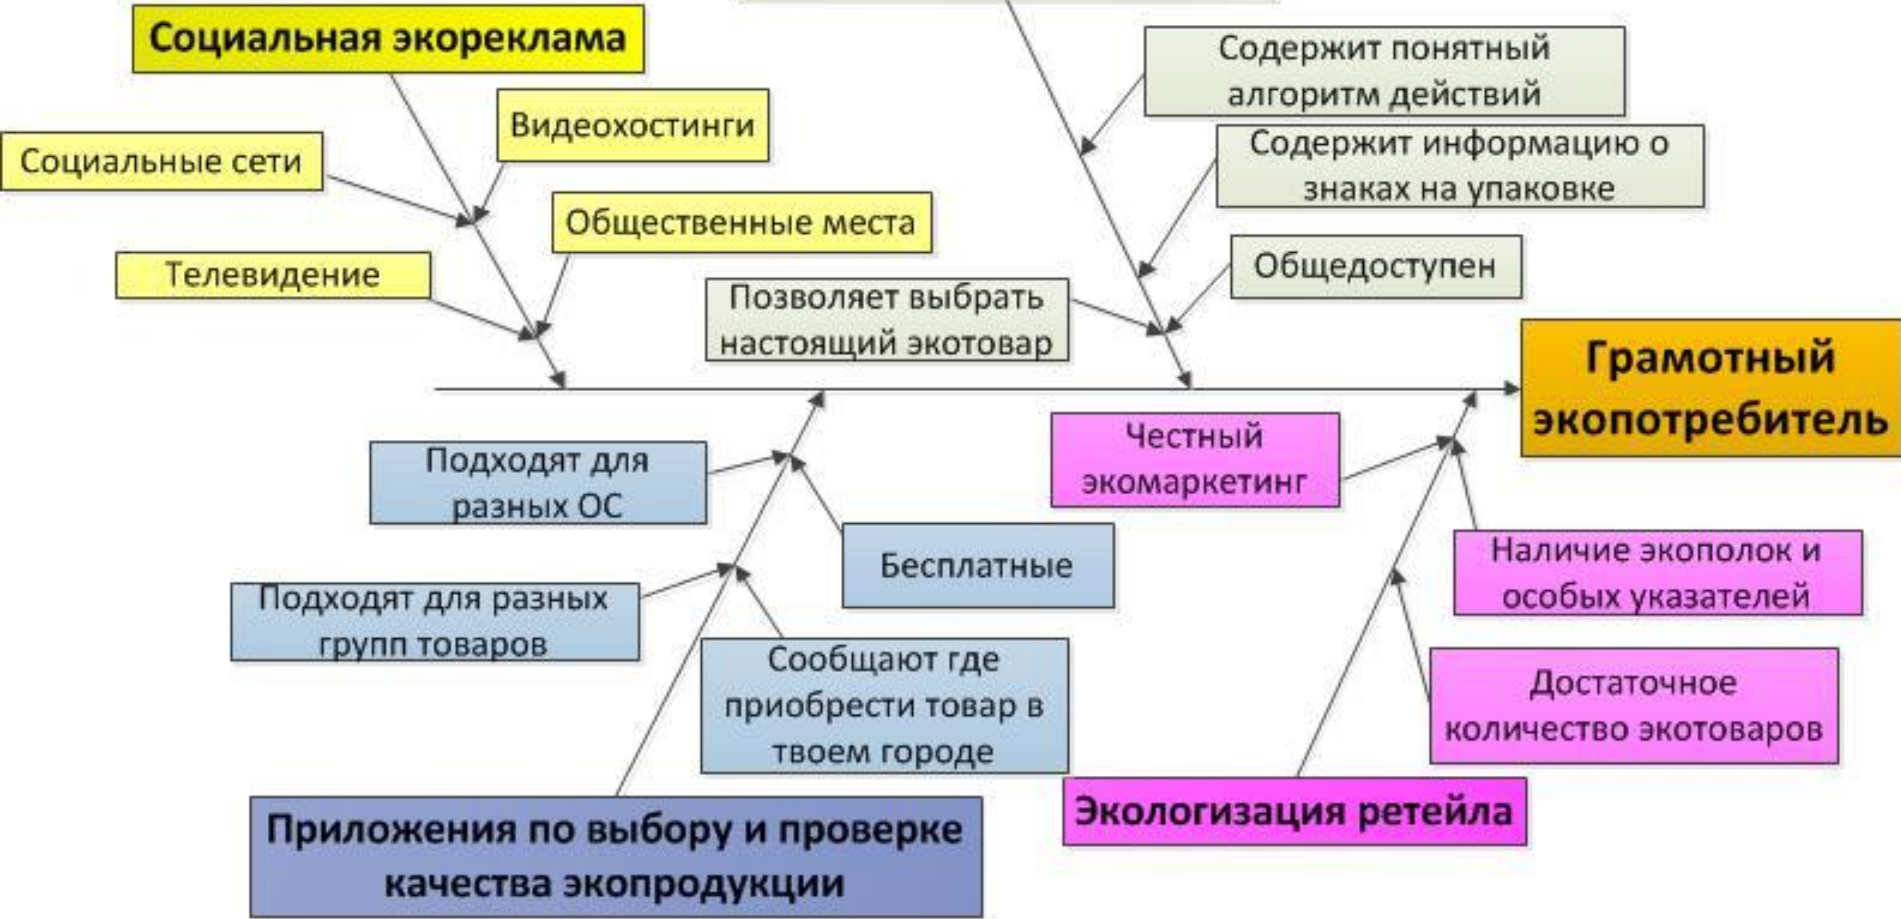 Социальная экореклама
Видеохостинги
Социальные сети
Общественные места
Телевидение
Содержит понятный
алгоритм действий
Содержит информацию о
знаках на упаковке
Общедоступен
Позволяет выбрать
настоящий экотовар
Грамотный
экопотребитель
Подходят для
разных ОС
Бесплатные
Подходят для разных
групп товаров
Сообщают где
приобрести товар в
твоем городе
Приложения по выбору и проверке
качества экопродукции
Честный
экомаркетинг
Наличие экополок и
особых указателей
Достаточное
количество экотоваров
Экологизация ретейла